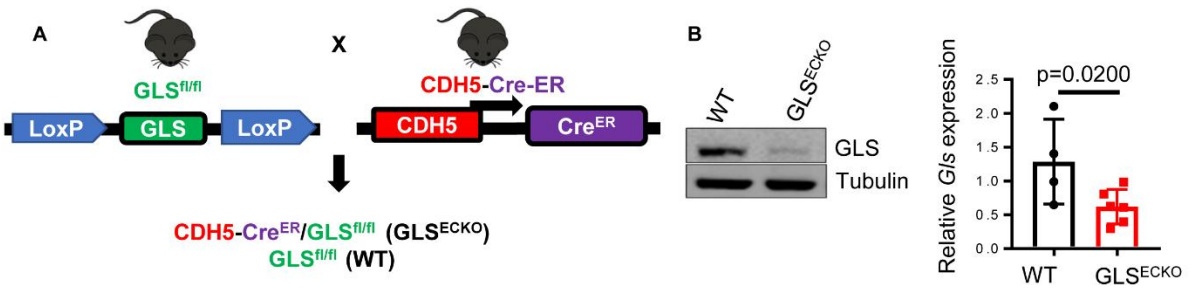 A
X
GLSfl/fl
CDH5-Cre-ER
LoxP
GLS
LoxP
CDH5
CreER
CDH5-CreER/GLSfl/fl (GLSECKO)
GLSfl/fl (WT)
B
WT
GLSECKO
GLS
Tubulin
Relative Gls expression
2.5
2.0
1.5
1.0
0.5
0.0
p=0.0200
WT
GLSECKO